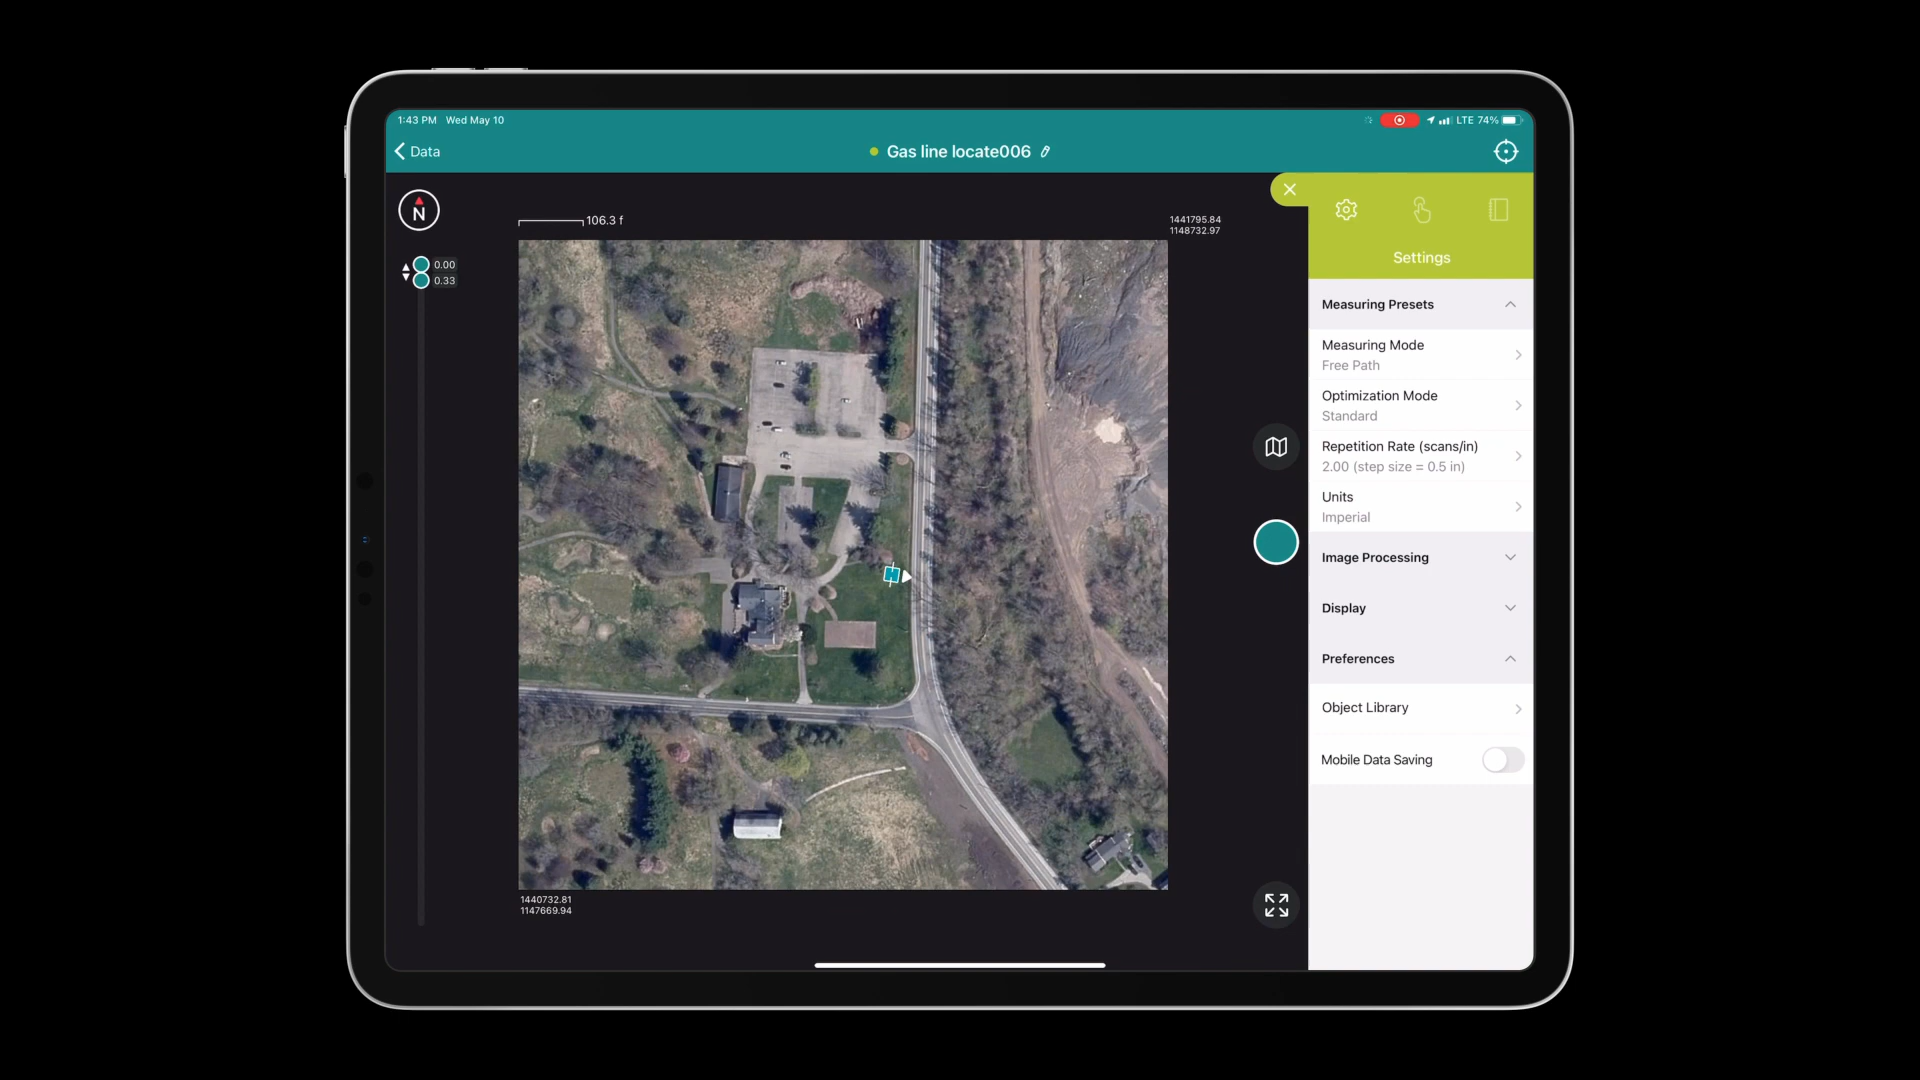 1:43 PM Wed May 10
LTE 74%
Data
Gas line locate006
N
106.3 f
1441795.84
1148732.97
0.00
0.33
Settings
Measuring Presets
Measuring Mode
Free Path
Optimization Mode
Standard
Repetition Rate (scans/in)
2.00 (step size = 0.5 in)
Units
Imperial
Image Processing
Display
Preferences
Object Library
Mobile Data Saving
1440732.81
1147669.94